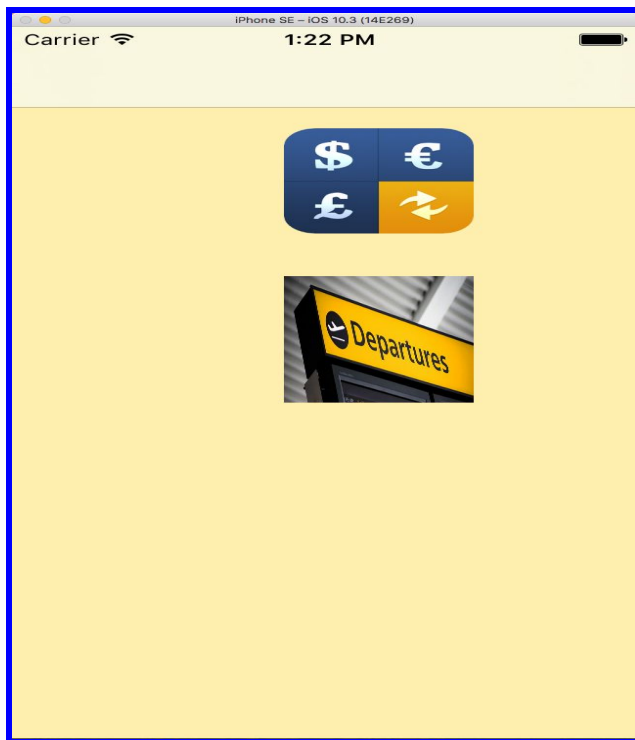 iPhone SE – iOS 10.3 (14E269)
Carrier 1:22 PM
$ €
£
Departures